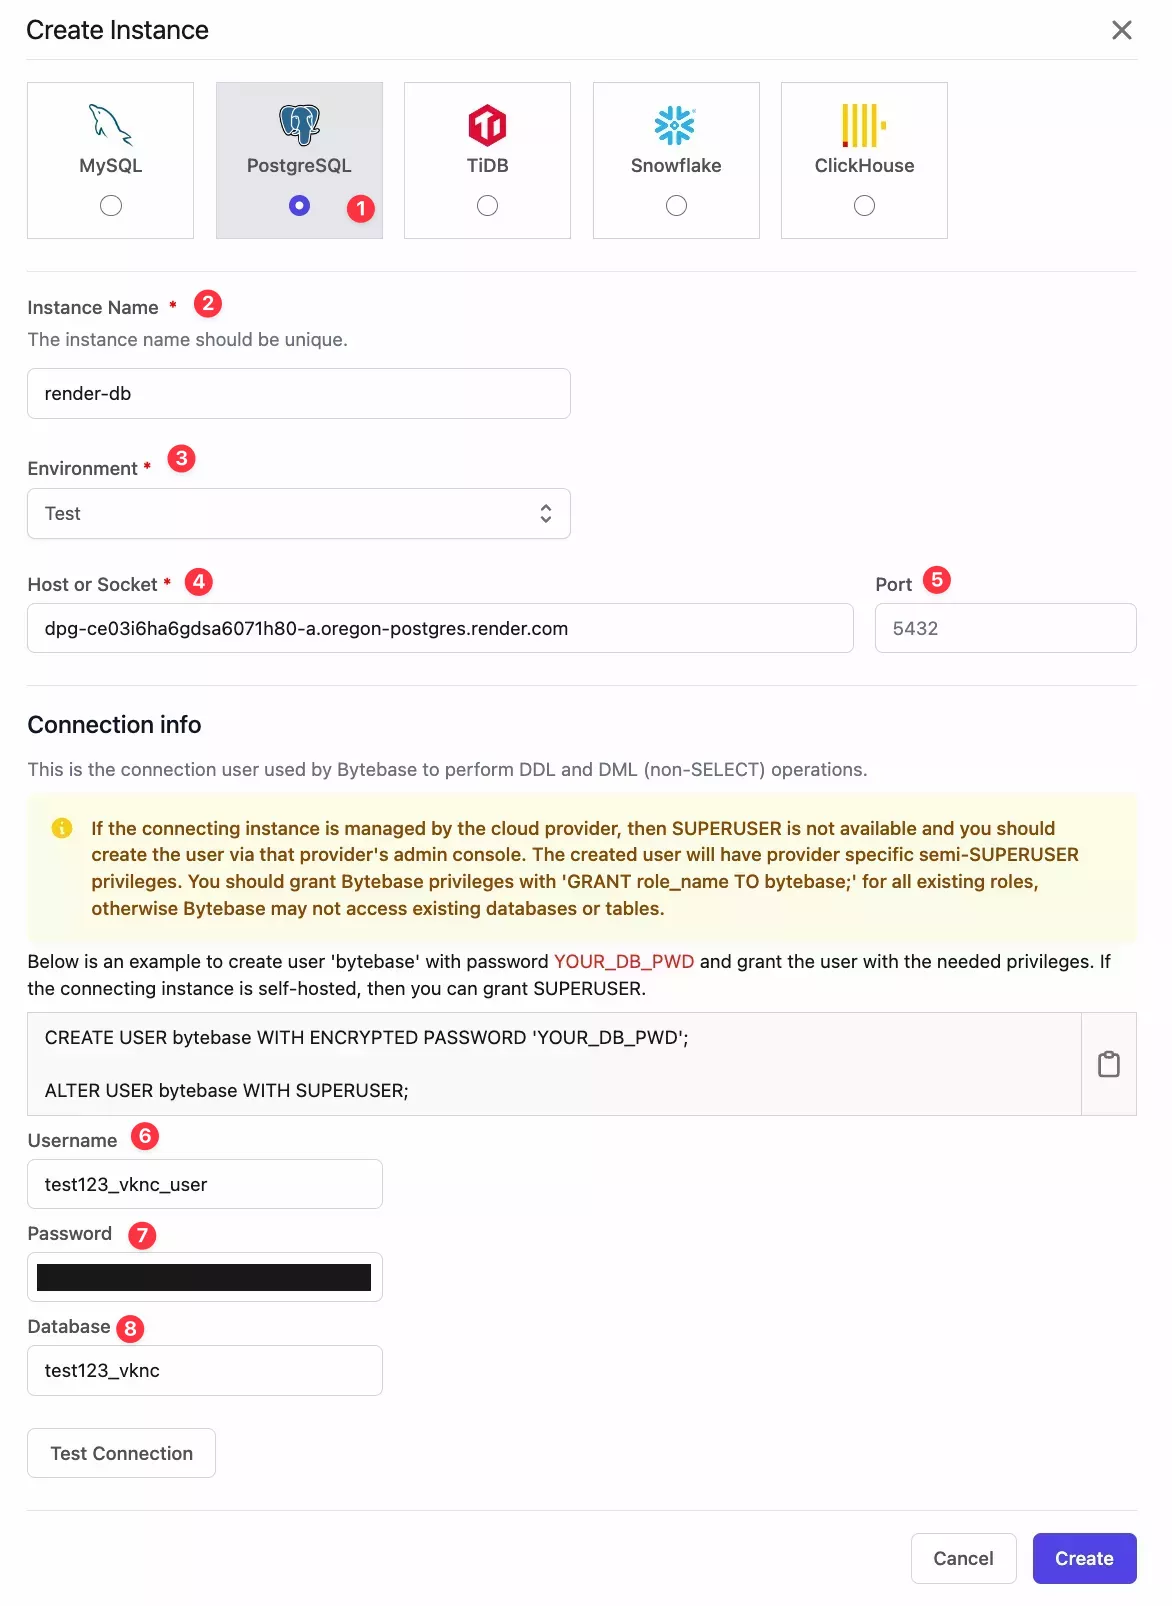 Create Instance
MySQL
PostgreSQL
TiDB
Snowflake
ClickHouse
1
Instance Name * 2
The instance name should be unique.
render-db
Environment * 3
Test
Host or Socket * 4
Port 5
dpg-ce03i6ha6gdsa6071h80-a.oregon-postgres.render.com
5432
Connection info
This is the connection user used by Bytebase to perform DDL and DML (non-SELECT) operations.
If the connecting instance is managed by the cloud provider, then SUPERUSER is not available and you should
create the user via that provider's admin console. The created user will have provider specific semi-SUPERUSER
privileges. You should grant Bytebase privileges with 'GRANT role_name TO bytebase;' for all existing roles,
otherwise Bytebase may not access existing databases or tables.
Below is an example to create user 'bytebase' with password YOUR_DB_PWD and grant the user with the needed privileges. If
the connecting instance is self-hosted, then you can grant SUPERUSER.
CREATE USER bytebase WITH ENCRYPTED PASSWORD 'YOUR_DB_PWD';
ALTER USER bytebase WITH SUPERUSER;
Username 6
test123_vknc_user
Password 7
Database 8
test123_vknc
Test Connection
Cancel
Create